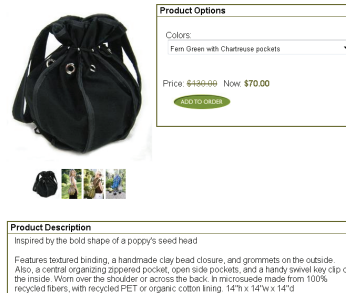 Product Options
Colors:
Fern Green with Chartreuse pockets
Price: $130.00 Now: $70.00
ADD TO ORDER
Product Description
Inspired by the bold shape of a poppy's seed head
Features textured binding, a handmade clay bead closure, and grommets on the outside.
Also, a central organizing zippered pocket, open side pockets, and a handy swivel key clip
the inside. Worn over the shoulder or across the back. In microsuede made from 100%
recycled fibers, with recycled PET or organic cotton lining. 14"h x 14"w x 14"d